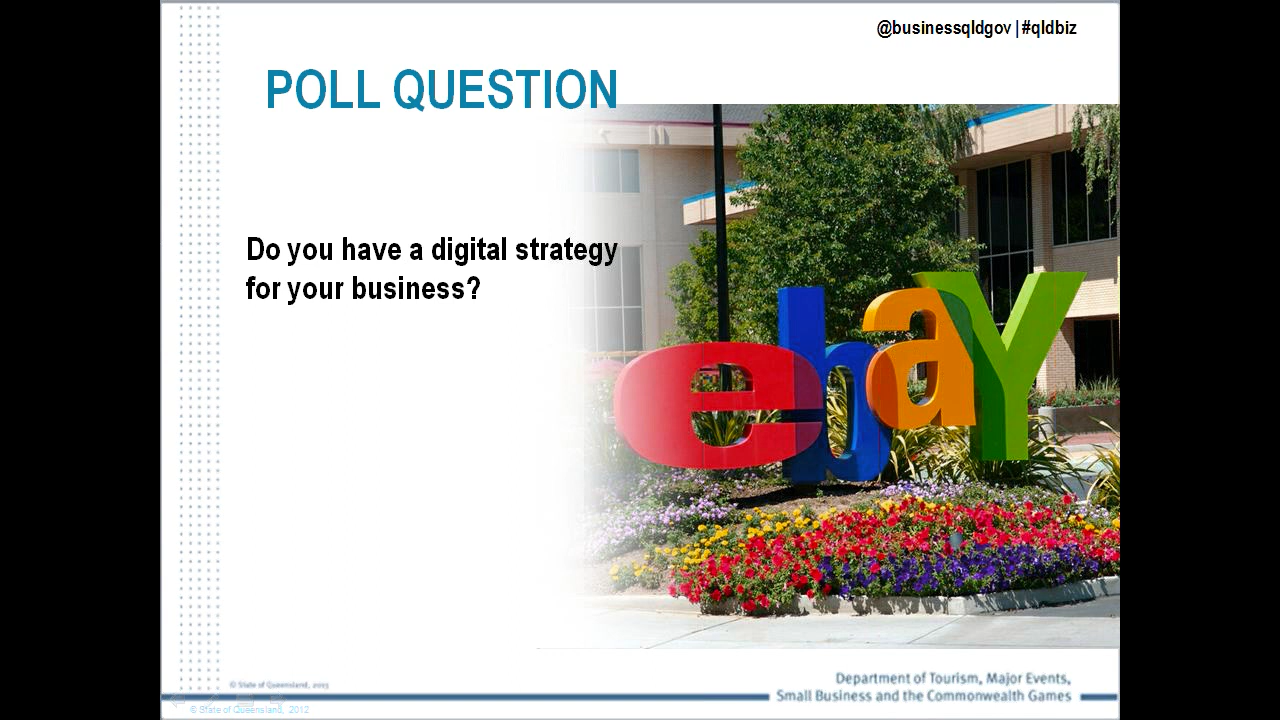 @businessqldgov | #qldbiz
POLL QUESTION
Do you have a digital strategy
for your business?
ebaY
© State of Queensland, 2013
Department of Tourism, Major Events,
Small Business and the Commonwealth Games
© State of Queensland, 2012